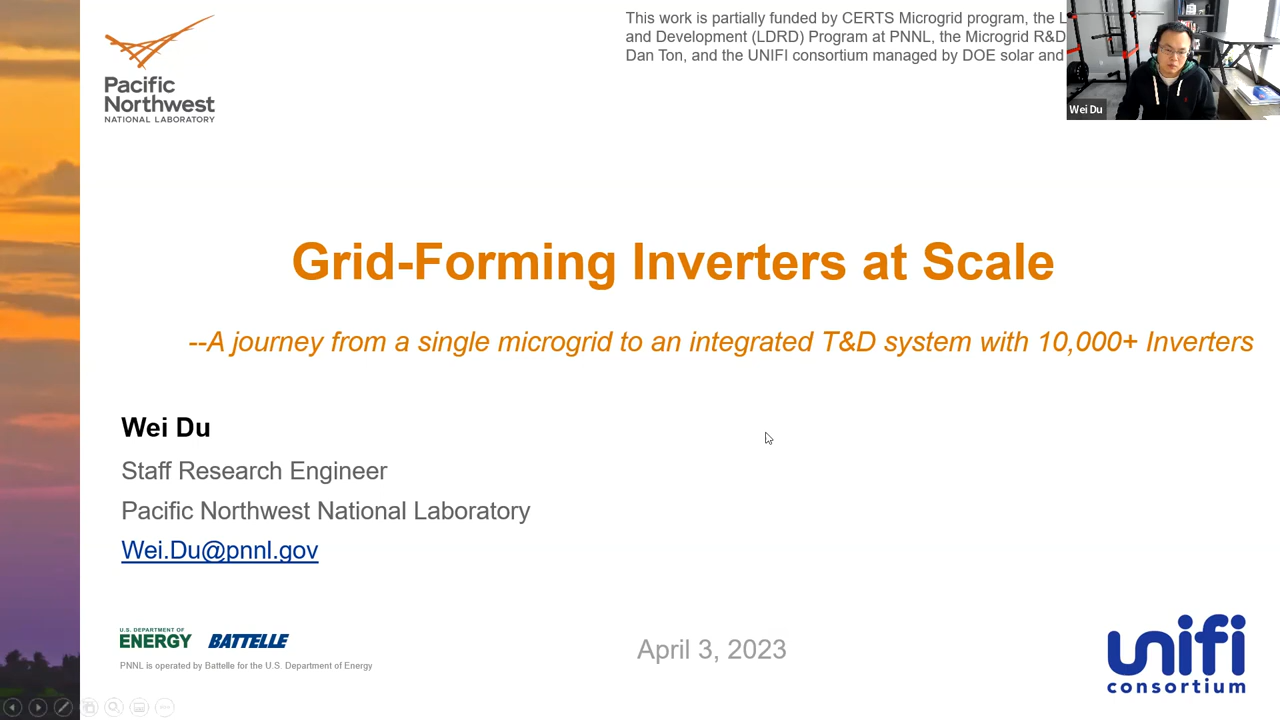 This work is partially funded by CERTS Microgrid program, the
and Development (LDRD) Program at PNNL, the Microgrid R&D
Dan Ton, and the UNIFI consortium managed by DOE solar and
Wei Du
Pacific
Northwest
NATIONAL LABORATORY
Grid-Forming Inverters at Scale
--A journey from a single microgrid to an integrated T&D system with 10,000+ Inverters
Wei Du
Staff Research Engineer
Pacific Northwest National Laboratory
Wei.Du@pnnl.gov
U.S. DEPARTMENT OF
ENERGY BATTELLE
PNNL is operated by Battelle for the U.S. Department of Energy
April 3, 2023
unifi
consortium